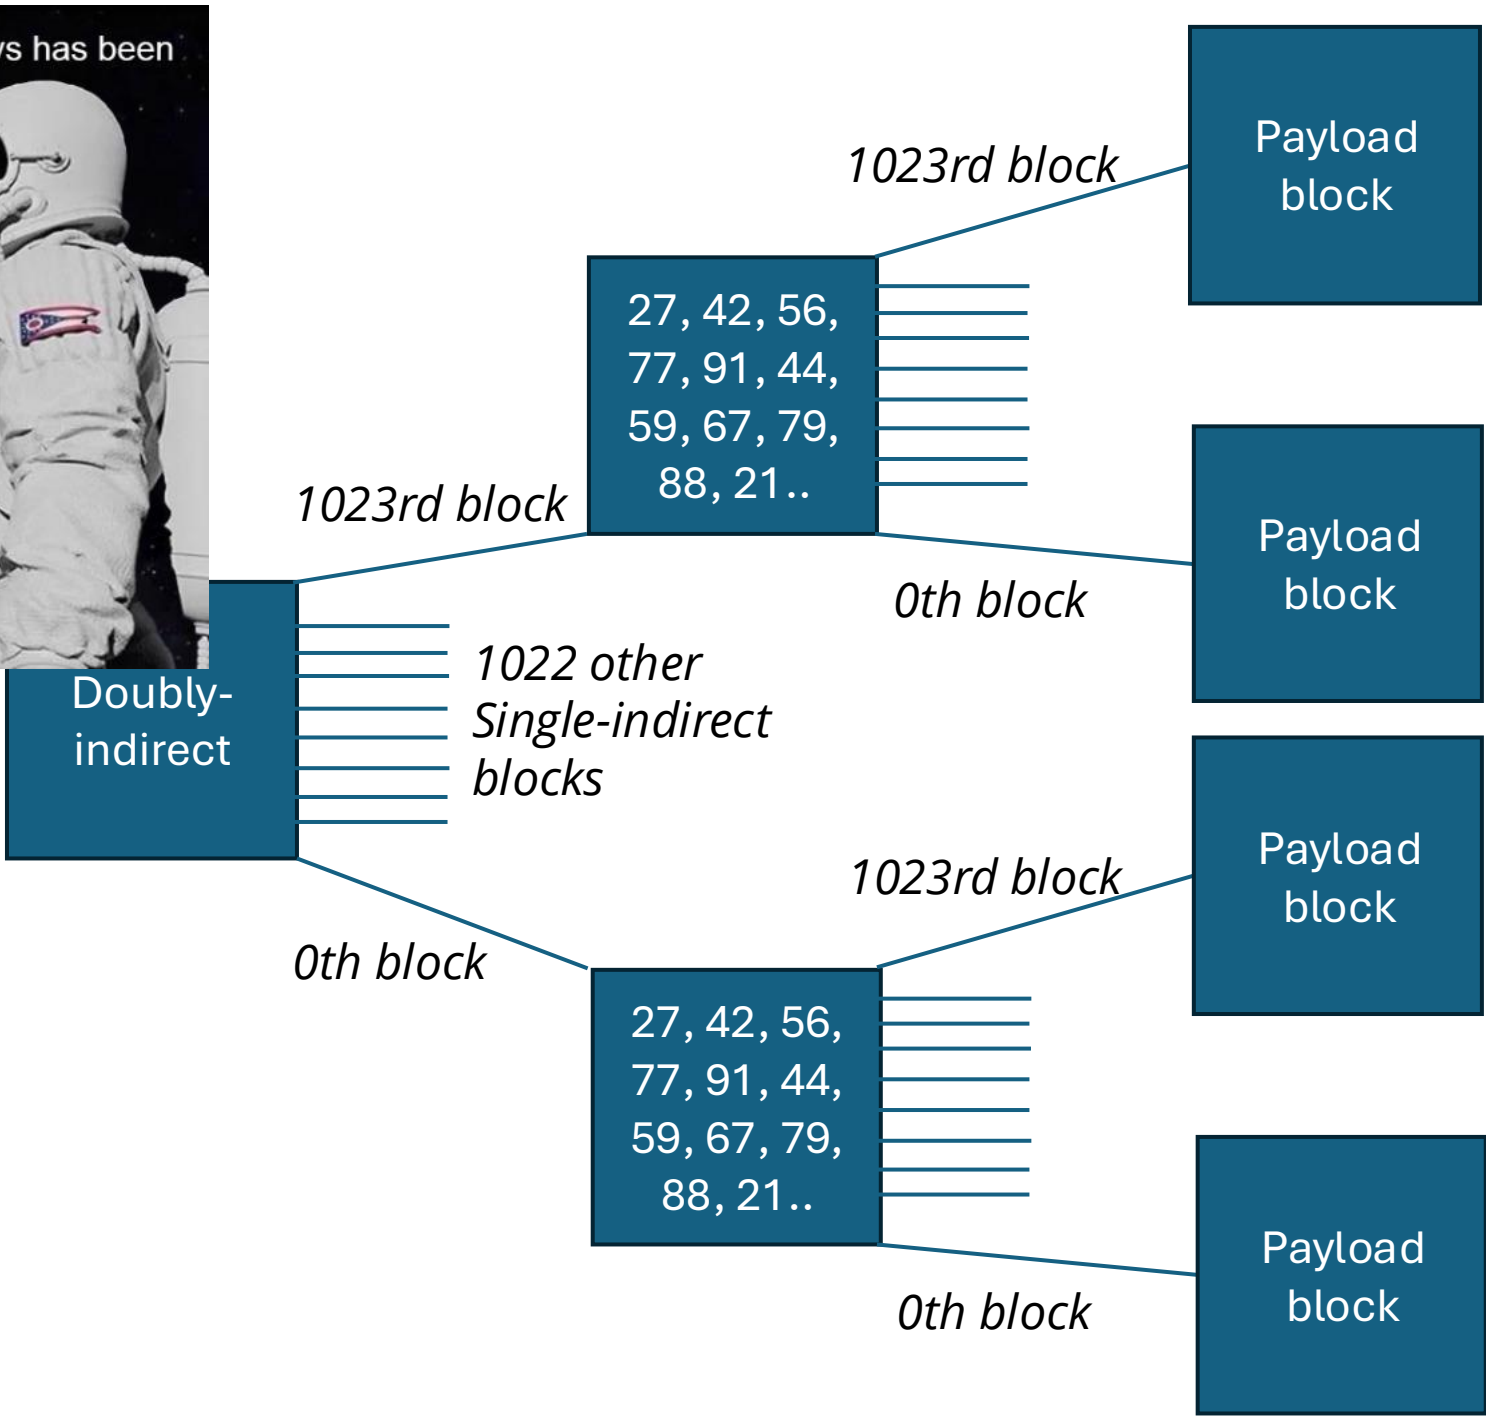 has been
1023rd block
Payload
block
27, 42, 56,
77, 91, 44,
59, 67, 79,
88, 21..
1023rd block
Payload
block
0th block
Doubly-
indirect
1022 other
Single-indirect
blocks
Payload
block
1023rd block
0th block
27, 42, 56,
77, 91, 44,
59, 67, 79,
88, 21..
Payload
block
0th block